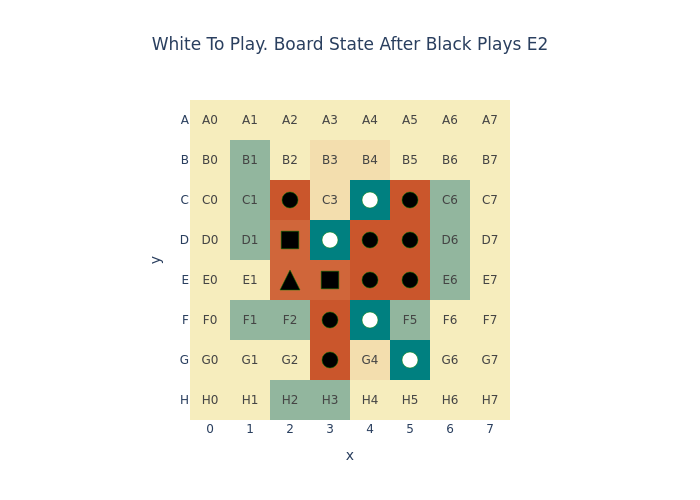 White To Play. Board State After Black Plays E2
A A0 A1 A2 A3 A4 A5 A6 A7
B B0 B1 B2 B3 B4 B5 B6 B7
C C0 C1 C3 C6 C7
D D0 D1 D6 D7
y
E E0 E1 E6 E7
F F0 F1 F2 F5 F6 F7
G G0 G1 G2 G4 G6 G7
H H0 H1 H2 H3 H4 H5 H6 H7
0 1 2 3 4 5 6 7
x